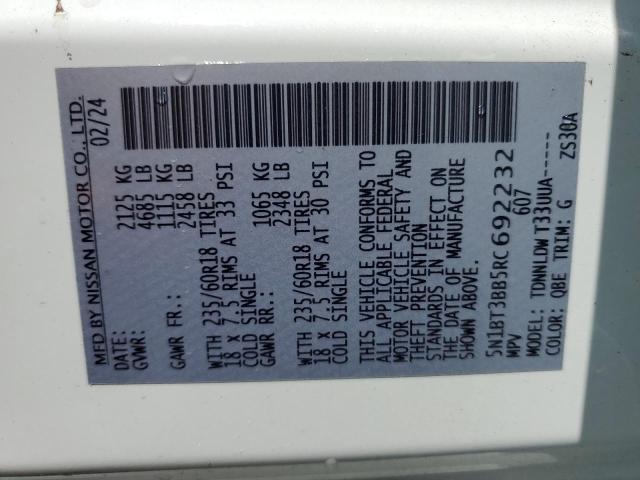 MFD BY NISSAN MOTOR CO., LTD.
DATE: 02/24
GVWR: 2125 KG
4685 LB
GAWR FR.: 1115 KG
2458 LB
WITH 235/60R18 TIRES
18 x 7.5 RIMS AT 33 PSI
COLD SINGLE
GAWR RR.: 1065 KG
2348 LB
WITH 235/60R18 TIRES
18 x 7.5 RIMS AT 30 PSI
COLD SINGLE
THIS VEHICLE CONFORMS TO
ALL APPLICABLE FEDERAL
MOTOR VEHICLE SAFETY AND
THEFT PREVENTION
STANDARDS IN EFFECT ON
THE DATE OF MANUFACTURE
SHOWN ABOVE.
5N1BT3BB5RC692232
MPV 607
MODEL: TDNNLDWT33UUA-----
COLOR: QBE TRIM: G ZS30A